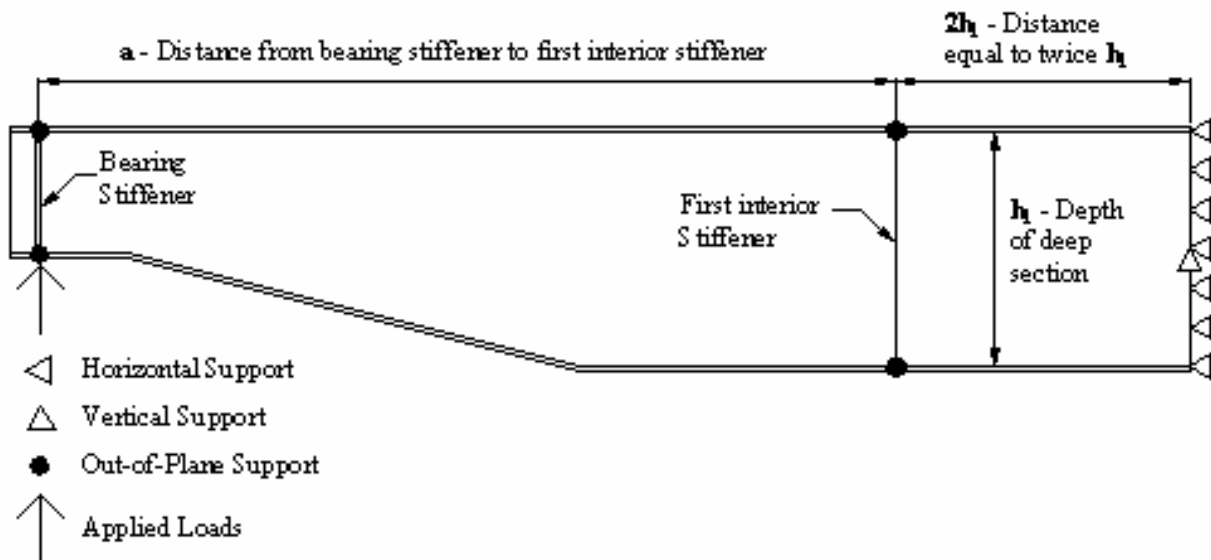 a - Distance from bearing stiffener to first interior stiffener
2h₁ - Distance
equal to twice h₁
Bearing
Stiffener
First interior
Stiffener
h₁ - Depth
of deep
section
Horizontal Support
Vertical Support
Out-of-Plane Support
Applied Loads